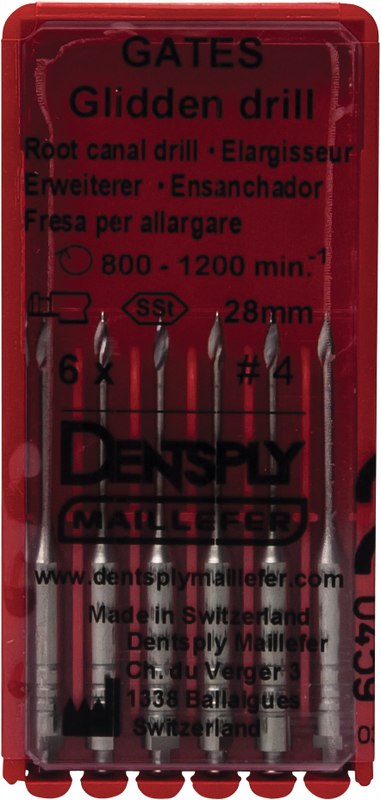 GATES
Glidden drill
Root canal drill · Elargisseur
Erweiterer · Ensanchador
Fresa per allargare
800 - 1200 min.-1
SSt 28mm
6 x #4
DENTSPLY
MAILLEFER
www.dentsplymaillefer.com
Made in Switzerland
Dentsply Maillefer
Ch. du Verger 3
1338 Ballaigues
Switzerland
0459